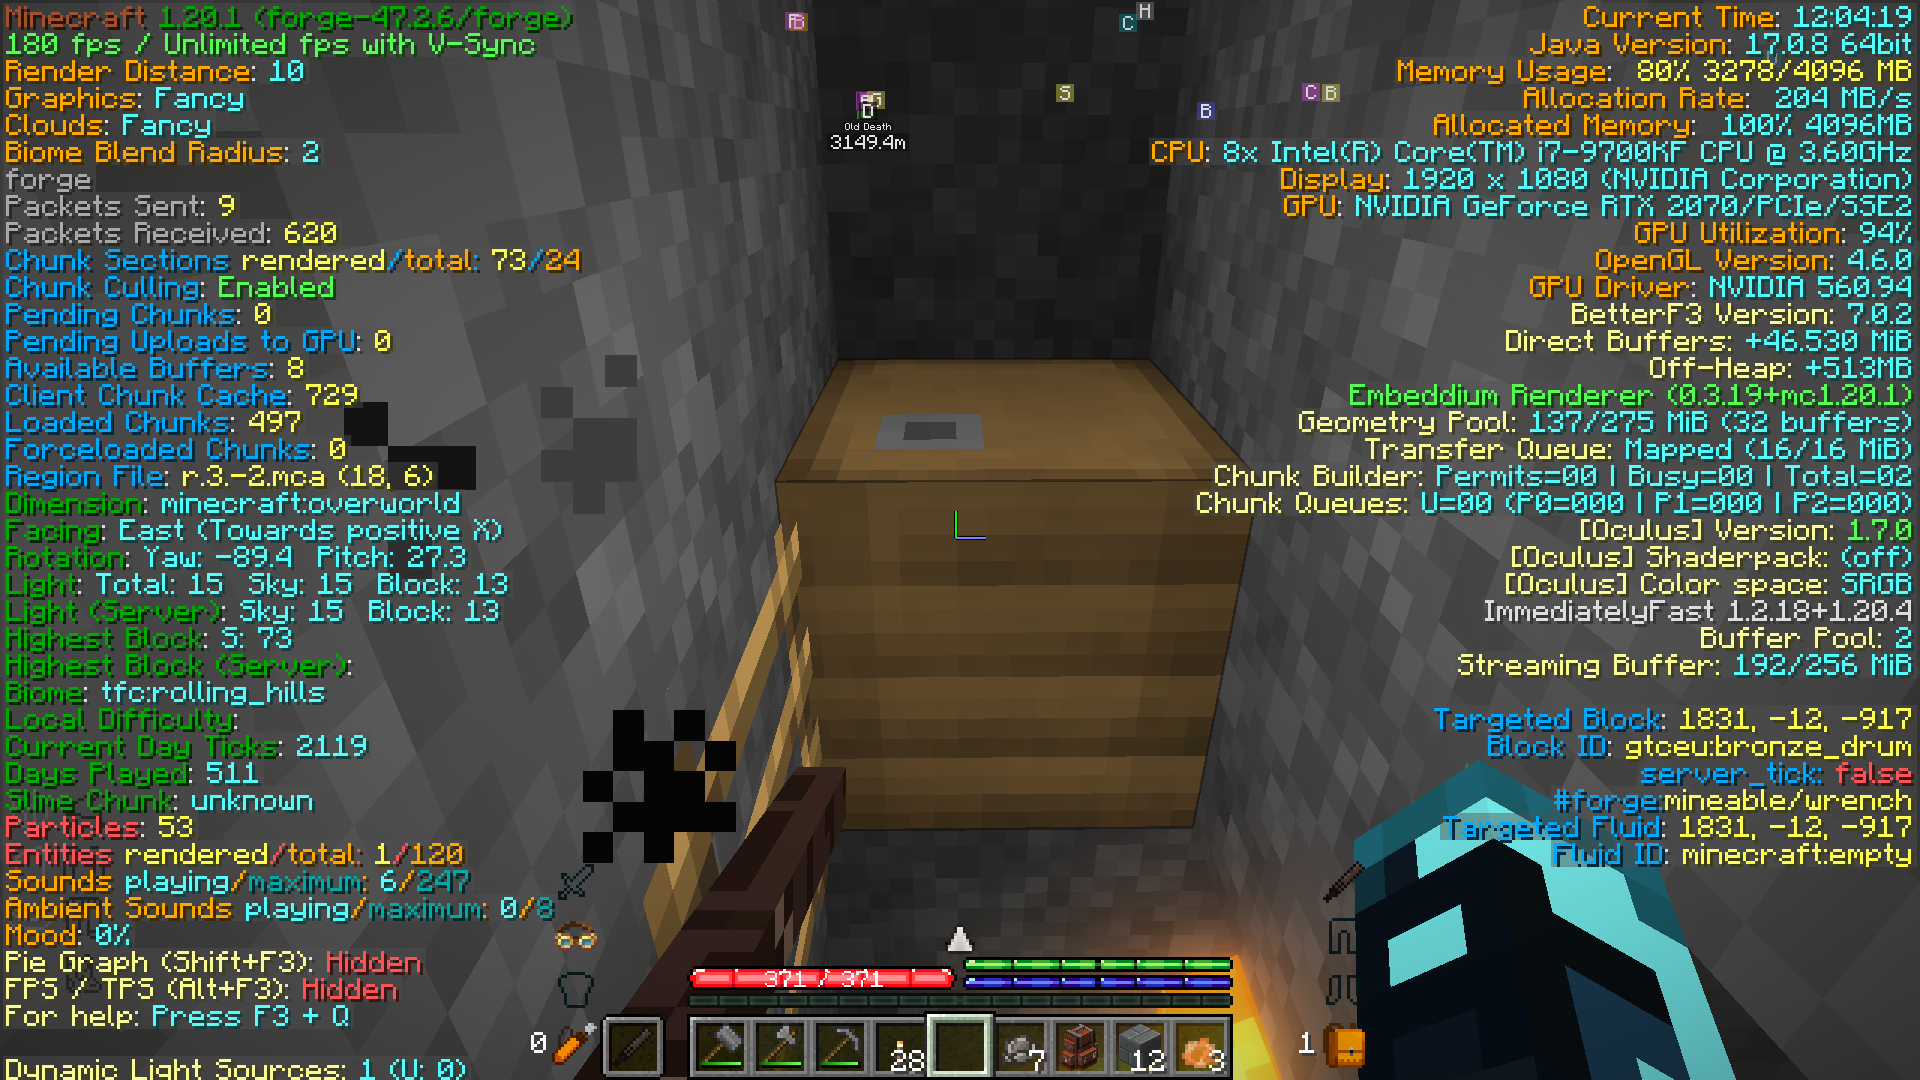 Minecraft 1.20.1 (forge-47.2.6/forge)
180 fps / Unlimited fps with V-Sync
Render Distance: 10
Graphics: Fancy
Clouds: Fancy
Biome Blend Radius: 2
forge
Packets Sent: 9
Packets Received: 620
Chunk Sections rendered/total: 73/24
Chunk Culling: Enabled
Pending Chunks: 0
Pending Uploads to GPU: 0
Available Buffers: 8
Client Chunk Cache: 729
Loaded Chunks: 497
Forceloaded Chunks: 0
Region File: r.3.-2.mca (18, 6)
Dimension: minecraft:overworld
Facing: East (Towards positive X)
Rotation: Yaw: -89.4 Pitch: 27.3
Light: Total: 15 Sky: 15 Block: 13
Light (Server): Sky: 15 Block: 13
Highest Block: S: 73
Highest Block (Server):
Biome: tfc:rolling_hills
Local Difficulty:
Current Day Ticks: 2119
Days Played: 511
Slime Chunk: unknown
Particles: 53
Entities rendered/total: 1/120
Sounds playing/maximum: 6/247
Ambient Sounds playing/maximum: 0/8
Mood: 0%
Pie Graph (Shift+F3): Hidden
FPS / TPS (Alt+F3): Hidden
For help: Press F3 + Q
Dynamic Light Sources: 1 (U: 0)
B
C
H
D
Old Death
3149.4m
S
B
C
B
Current Time: 12:04:19
Java Version: 17.0.8 64bit
Memory Usage: 80% 3278/4096 MB
Allocation Rate: 204 MB/s
Allocated Memory: 100% 4096MB
CPU: 8x Intel(R) Core(TM) i7-9700KF CPU @ 3.60GHz
Display: 1920 x 1080 (NVIDIA Corporation)
GPU: NVIDIA GeForce RTX 2070/PCIe/SSE2
GPU Utilization: 94%
OpenGL Version: 4.6.0
GPU Driver: NVIDIA 560.94
BetterF3 Version: 7.0.2
Direct Buffers: +46.530 MiB
Off-Heap: +513MB
Embeddium Renderer (0.3.19+mc1.20.1)
Geometry Pool: 137/275 MiB (32 buffers)
Transfer Queue: Mapped (16/16 MiB)
Chunk Builder: Permits=00 | Busy=00 | Total=02
Chunk Queues: U=00 (P0=000 | P1=000 | P2=000)
[Oculus] Version: 1.7.0
[Oculus] Shaderpack: (off)
[Oculus] Color space: SRGB
ImmediatelyFast 1.2.18+1.20.4
Buffer Pool: 2
Streaming Buffer: 192/256 MiB
Targeted Block: 1831, -12, -917
Block ID: gtceu:bronze_drum
server_tick: false
#forge:mineable/wrench
Targeted Fluid: 1831, -12, -917
Fluid ID: minecraft:empty
371 / 371
0
28
7
12
3
1